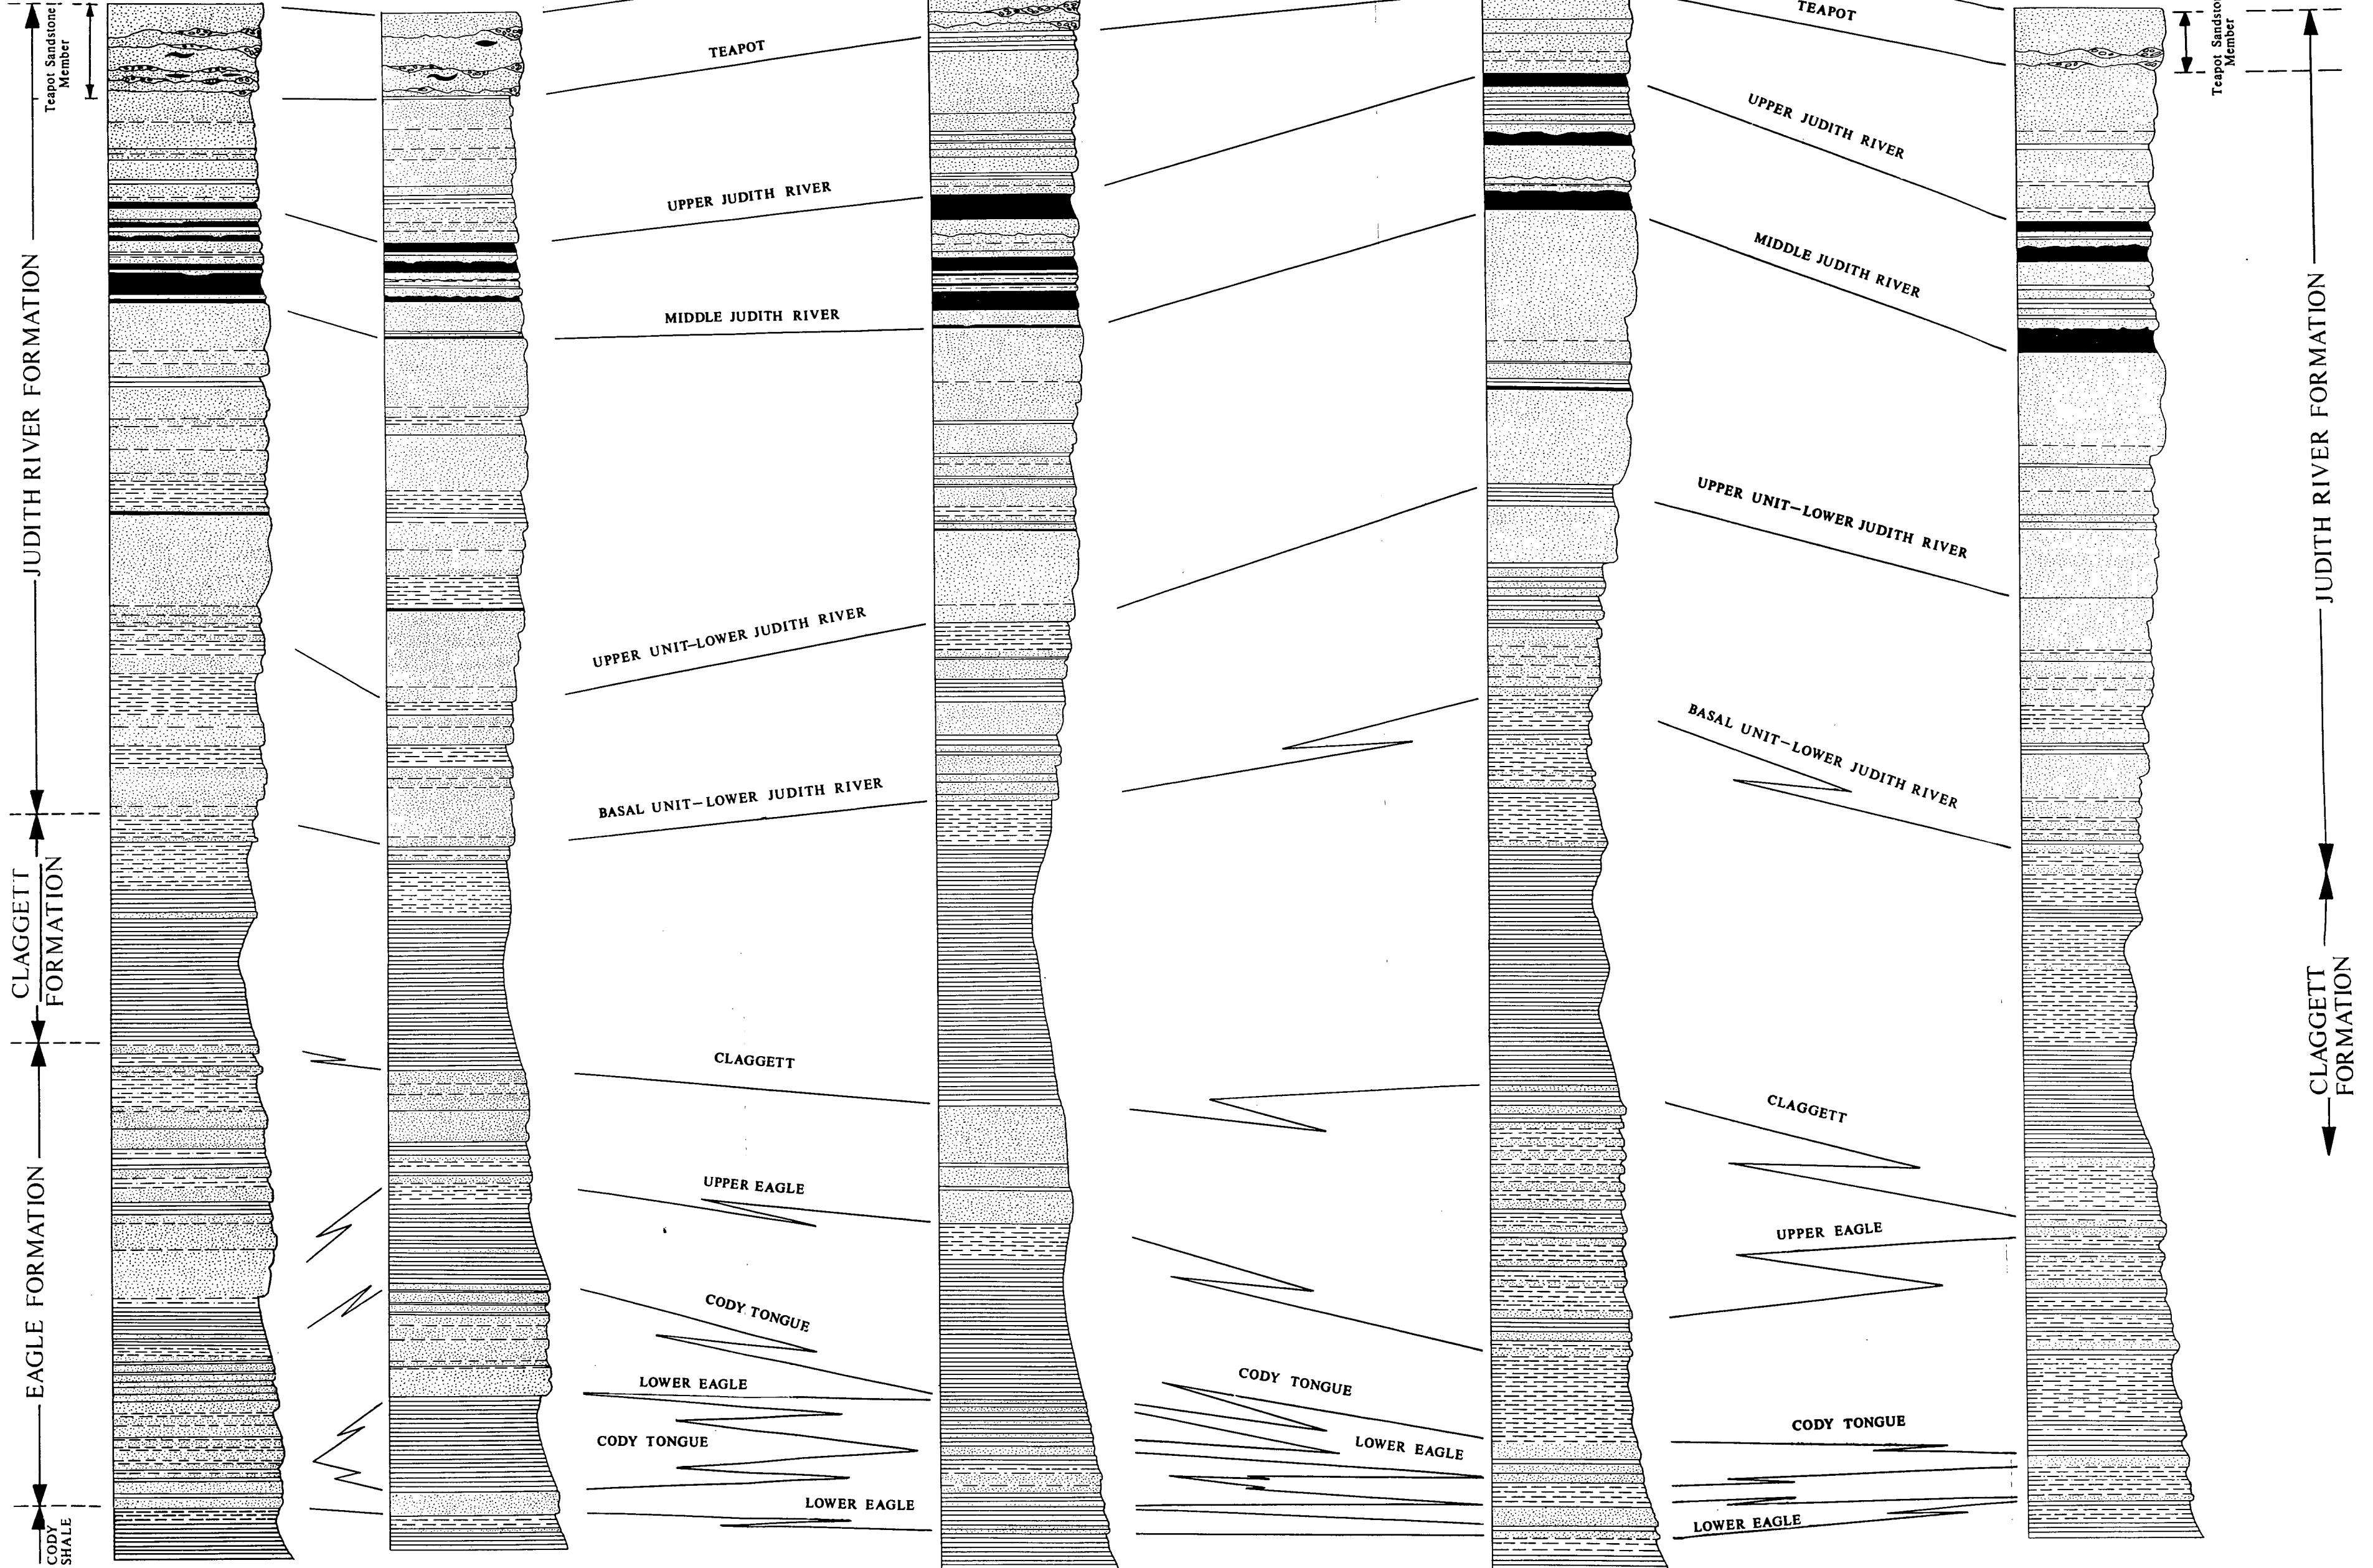 Teapot Sandstone
Member
JUDITH RIVER FORMATION
CLAGGETT
FORMATION
EAGLE FORMATION
CODY
SHALE
TEAPOT
UPPER JUDITH RIVER
MIDDLE JUDITH RIVER
UPPER UNIT—LOWER JUDITH RIVER
BASAL UNIT—LOWER JUDITH RIVER
CLAGGETT
UPPER EAGLE
CODY TONGUE
LOWER EAGLE
CODY TONGUE
LOWER EAGLE
CODY TONGUE
LOWER EAGLE
TEAPOT
UPPER JUDITH RIVER
MIDDLE JUDITH RIVER
UPPER UNIT—LOWER JUDITH RIVER
BASAL UNIT—LOWER JUDITH RIVER
CLAGGETT
UPPER EAGLE
CODY TONGUE
LOWER EAGLE
Teapot
Member
JUDITH RIVER FORMATION
CLAGGETT
FORMATION